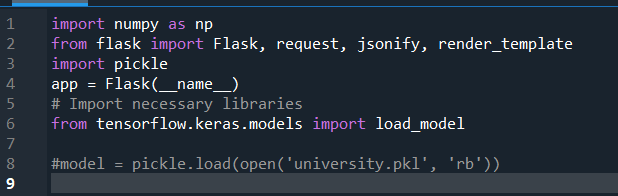 1 import numpy as np
2 from flask import Flask, request, jsonify, render_template
3 import pickle
4 app = Flask(__name__)
5 # Import necessary libraries
6 from tensorflow.keras.models import load_model
7
8 #model = pickle.load(open('university.pkl', 'rb'))
9